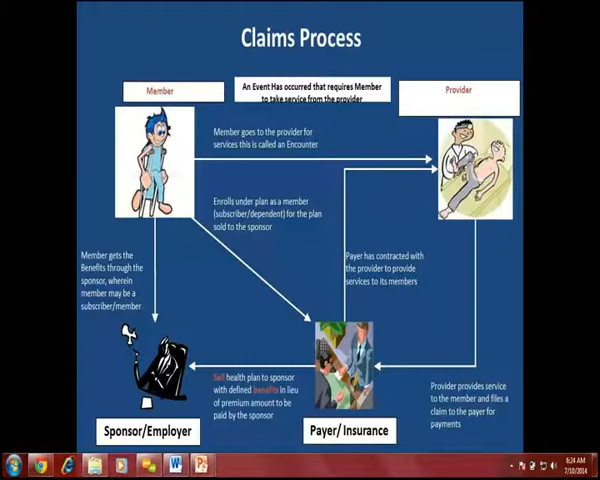 Claims Process
Member
An Event Has occurred that requires Member
to take service from the provider
Provider
Member goes to the provider for
services this is called an Encounter
Enrolls under plan as a member
(subscriber/dependent) for the plan
sold to the sponsor
Member gets the
Benefits through the
sponsor, wherein
member may be a
subscriber/member
Payer has contracted with
the provider to provide
services to its members
Sell health plan to sponsor
with defined benefits in lieu
of premium amount to be
paid by the sponsor
Provider provides service
to the member and files a
claim to the payer for
payments
Sponsor/Employer
Payer/ Insurance
6:24 AM
7/10/2014